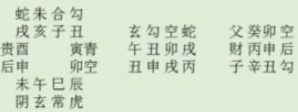 蛇朱合勾
戌亥子丑 玄勾空蛇 父癸卯空
贵酉 寅青 午丑卯戌 财丙申后
后申 卯空 丑申戌丙 子辛丑勾
未午巳辰
阴玄常虎